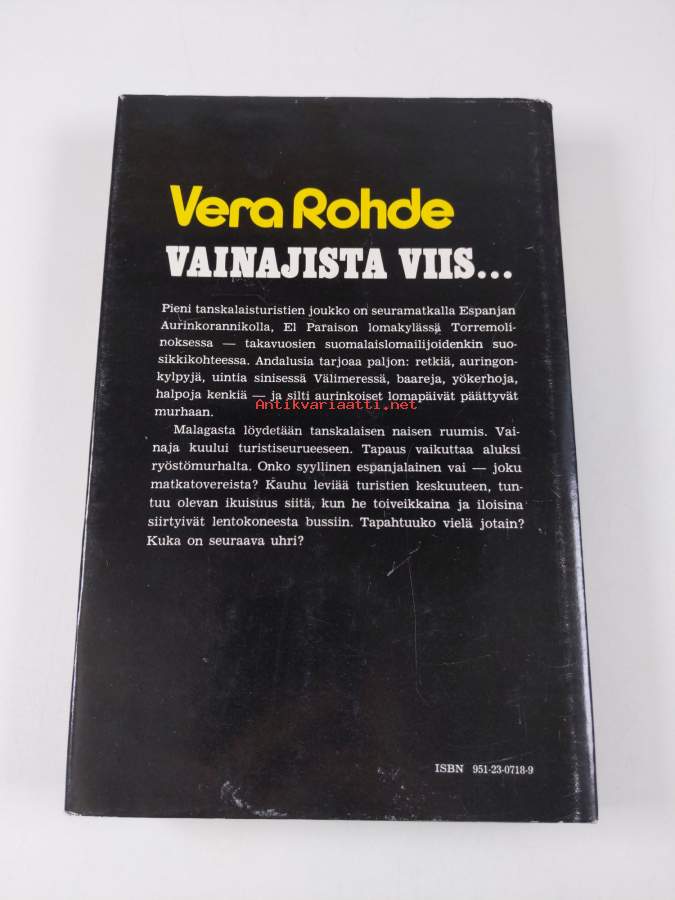 Vera Rohde
VAINAJISTA VIIS...
Pieni tanskalaisturistien joukko on seuramatkalla Espanjan
Aurinkorannikolla, El Paraison lomakylässä Torremoli-
noksessa — takavuosien suomalaislomailijoidenkin suo-
sikkikohteessa. Andalusia tarjoaa paljon: retkiä, auringon-
kylpyjä, uintia sinisessä Välimeressä, baareja, yökerhoja,
halpoja kenkiä — ja silti aurinkoiset lomapäivät päättyvät
Antikvariaatti.net
murhaan.
Malagasta löydetään tanskalaisen naisen ruumis. Vai-
naja kuului turistiseurueeseen. Tapaus vaikuttaa aluksi
ryöstömurhalta. Onko syyllinen espanjalainen vai — joku
matkatovereista? Kauhu leviää turistien keskuuteen, tun-
tuu olevan ikuisuus siitä, kun he toiveikkaina ja iloisina
siirtyivät lentokoneesta bussiin. Tapahtuuko vielä jotain?
Kuka on seuraava uhri?
ISBN 951-23-0718-9